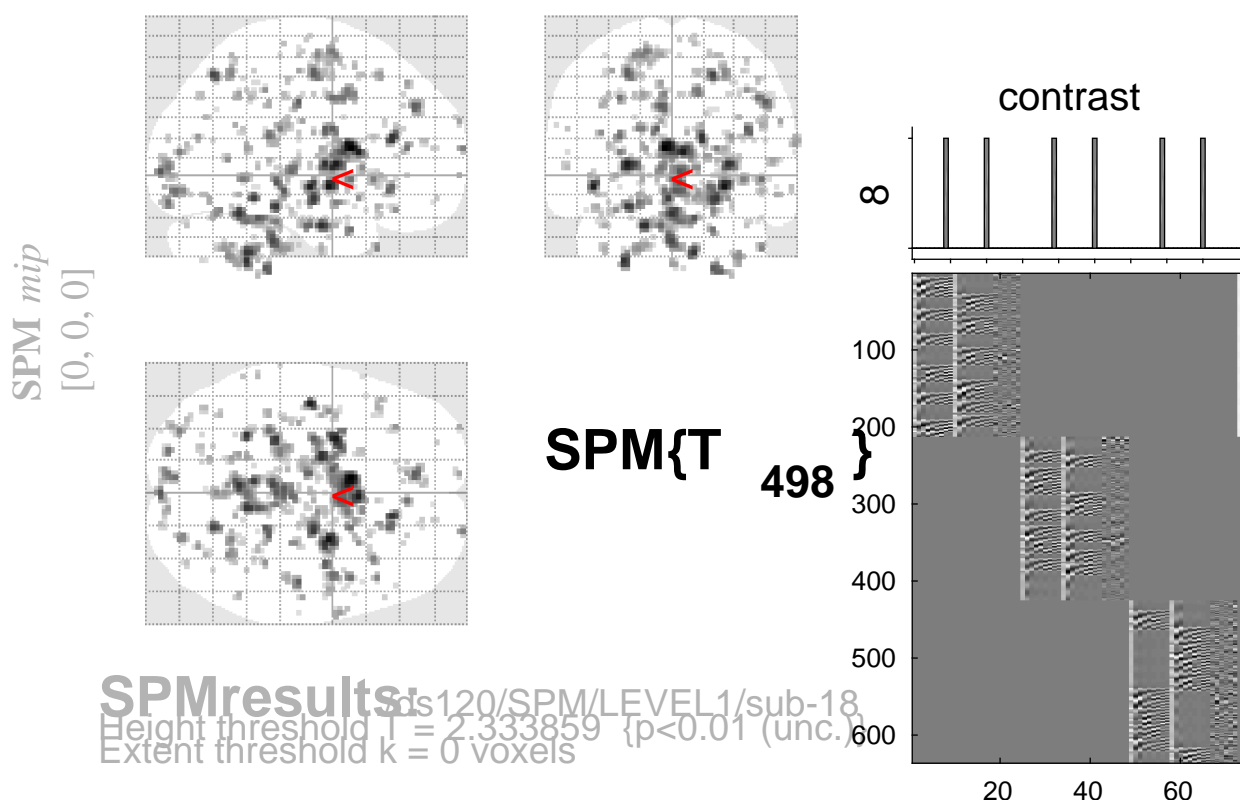 SPM mip
[0, 0, 0]
<
<
<
SPM{T 498 }
SPMresults: /ds120/SPM/LEVEL1/sub-18
Height threshold T = 2.333859 {p<0.01 (unc.)}
Extent threshold k = 0 voxels
contrast
8
100
200
300
400
500
600
20 40 60